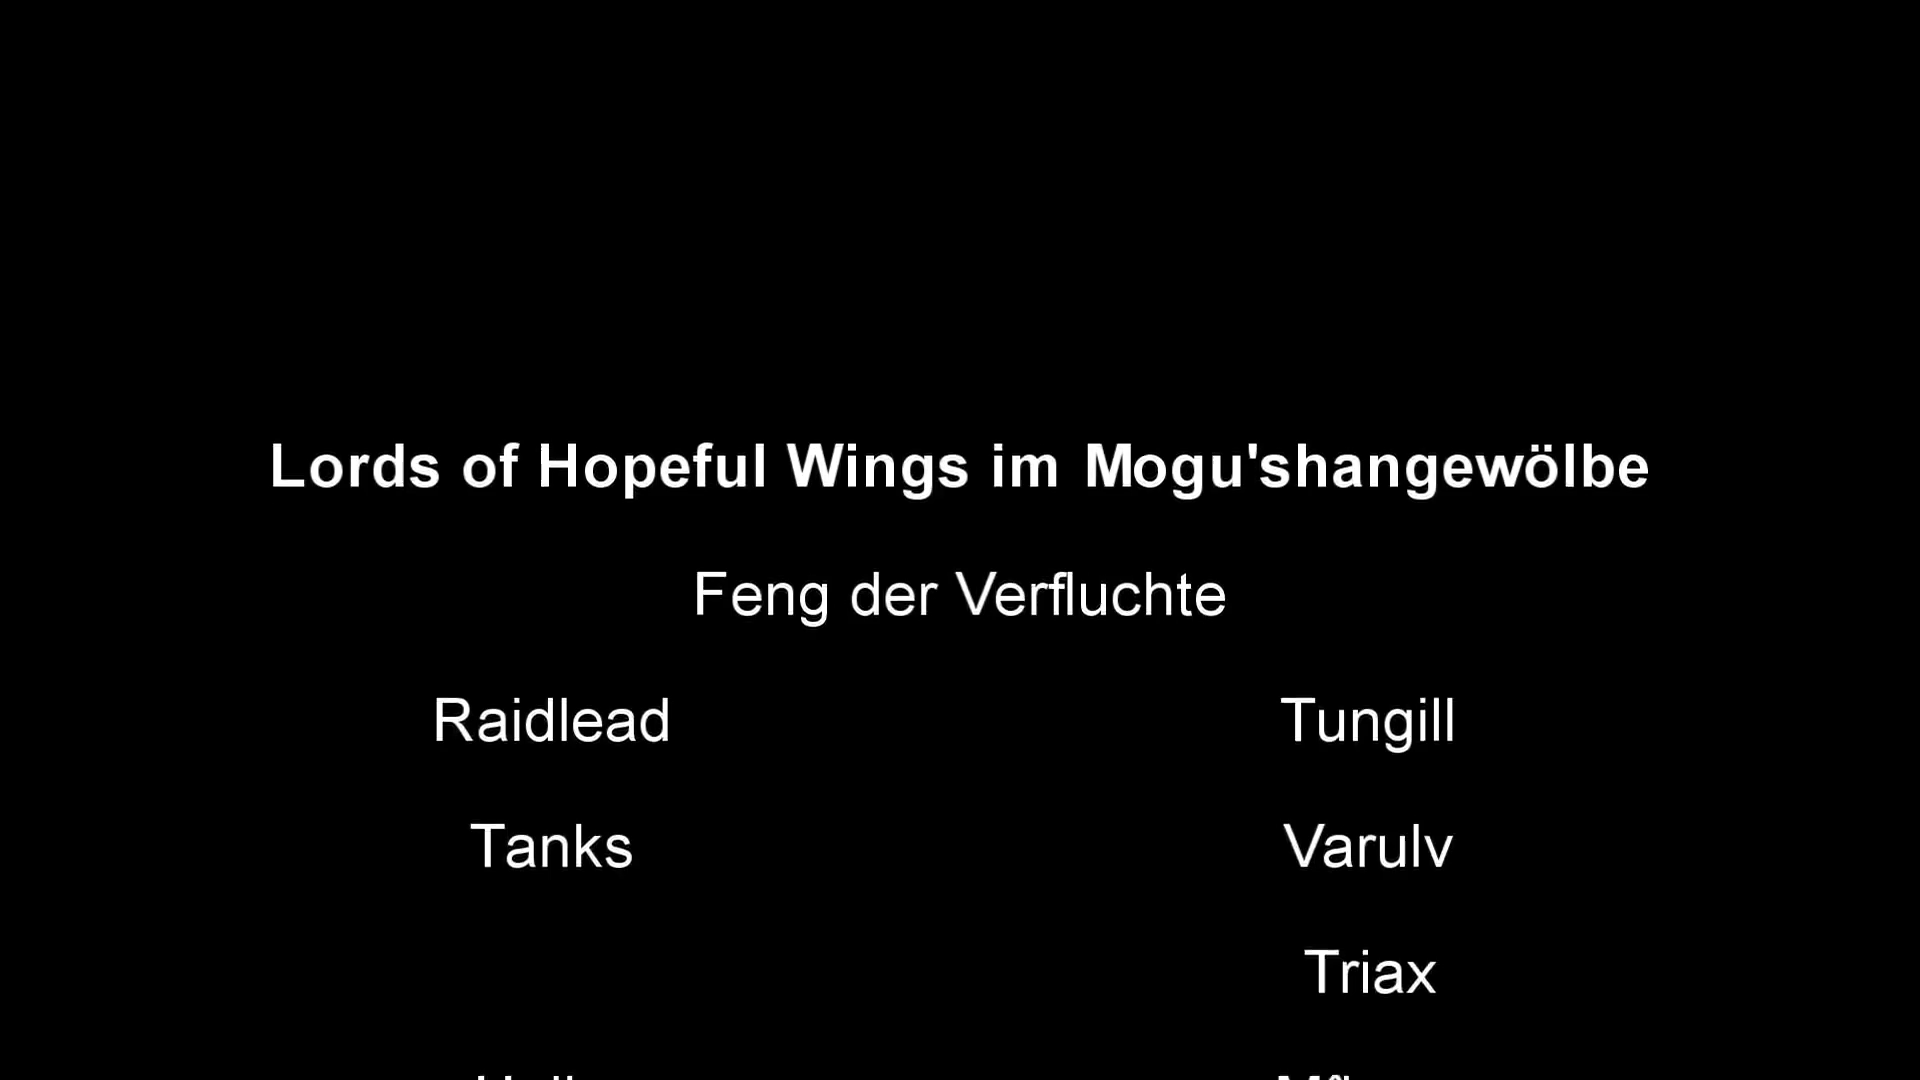 Lords of Hopeful Wings im Mogu'shangewölbe
Feng der Verfluchte
Raidlead Tungill
Tanks Varulv
Triax